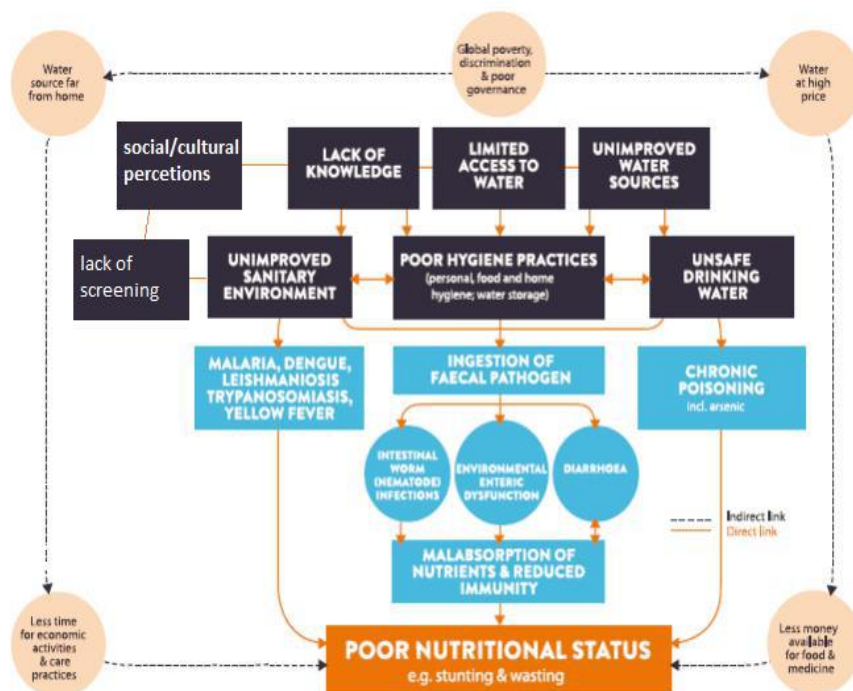 Water
source far
from home
Global poverty,
discrimination
& poor
governance
Water
at high
price
social/cultural
percetions
LACK OF
KNOWLEDGE
LIMITED
ACCESS TO
WATER
UNIMPROVED
WATER
SOURCES
lack of
screening
UNIMPROVED
SANITARY
ENVIRONMENT
POOR HYGIENE PRACTICES
(personal, food and home
hygiene; water storage)
UNSAFE
DRINKING
WATER
MALARIA, DENGUE,
LEISHMANIOSIS
TRYPANOSOMIASIS,
YELLOW FEVER
INGESTION OF
FAECAL PATHOGEN
CHRONIC
POISONING
incl. arsenic
INTESTINAL
WORM
(NEMATODE)
INFECTIONS
ENVIRONMENTAL
ENTERIC
DYSFUNCTION
DIARRHOEA
Indirect link
Direct link
MALABSORPTION OF
NUTRIENTS & REDUCED
IMMUNITY
Less time
for economic
activities
& care
practices
POOR NUTRITIONAL STATUS
e.g. stunting & wasting
Less money
available
for food &
medicine